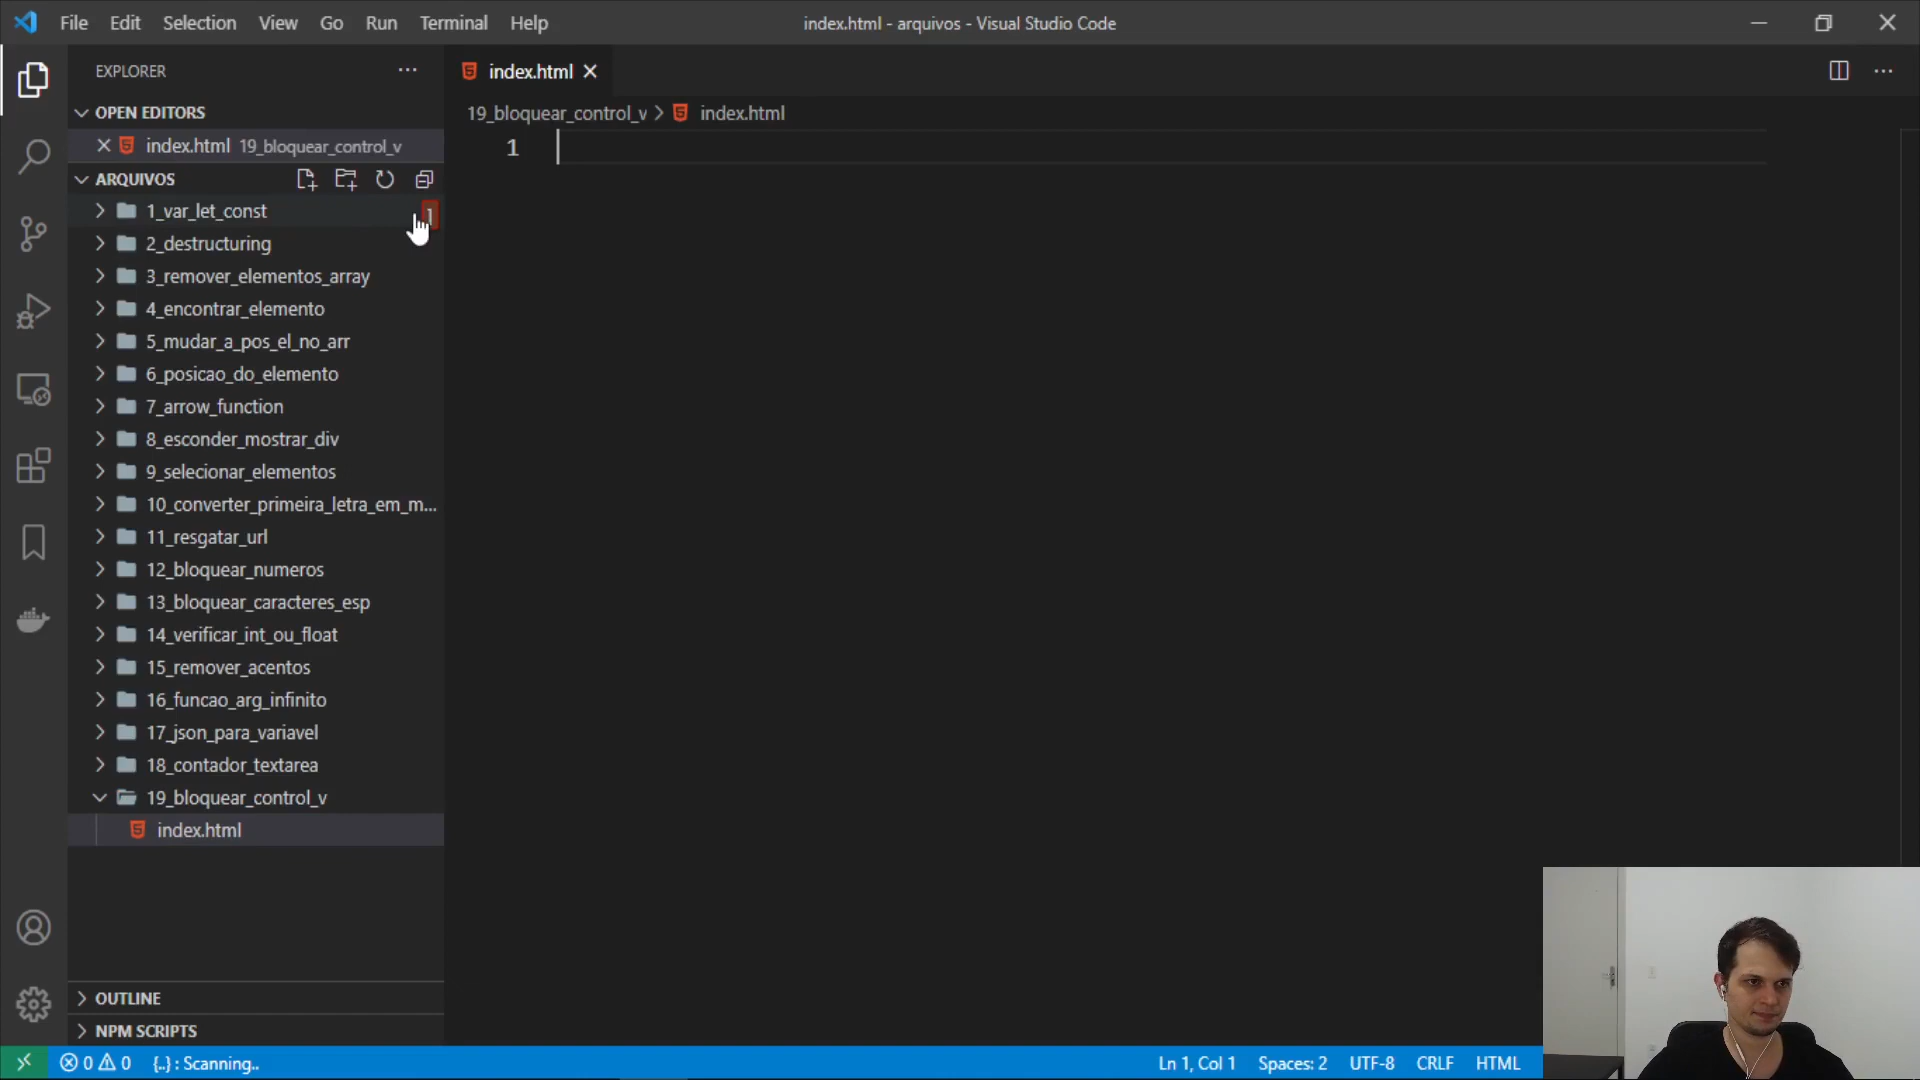 File Edit Selection View Go Run Terminal Help index.html - arquivos - Visual Studio Code
EXPLORER
OPEN EDITORS
index.html 19_bloquear_control_v
ARQUIVOS
1_var_let_const 1
2_destructuring
3_remover_elementos_array
4_encontrar_elemento
5_mudar_a_pos_el_no_arr
6_posicao_do_elemento
7_arrow_function
8_esconder_mostrar_div
9_selecionar_elementos
10_converter_primeira_letra_em_m...
11_resgatar_url
12_bloquear_numeros
13_bloquear_caracteres_esp
14_verificar_int_ou_float
15_remover_acentos
16_funcao_arg_infinito
17_json_para_variavel
18_contador_textarea
19_bloquear_control_v
index.html
OUTLINE
NPM SCRIPTS
index.html
19_bloquear_control_v > index.html
1
0 0 {..} : Scanning.. Ln 1, Col 1 Spaces: 2 UTF-8 CRLF HTML